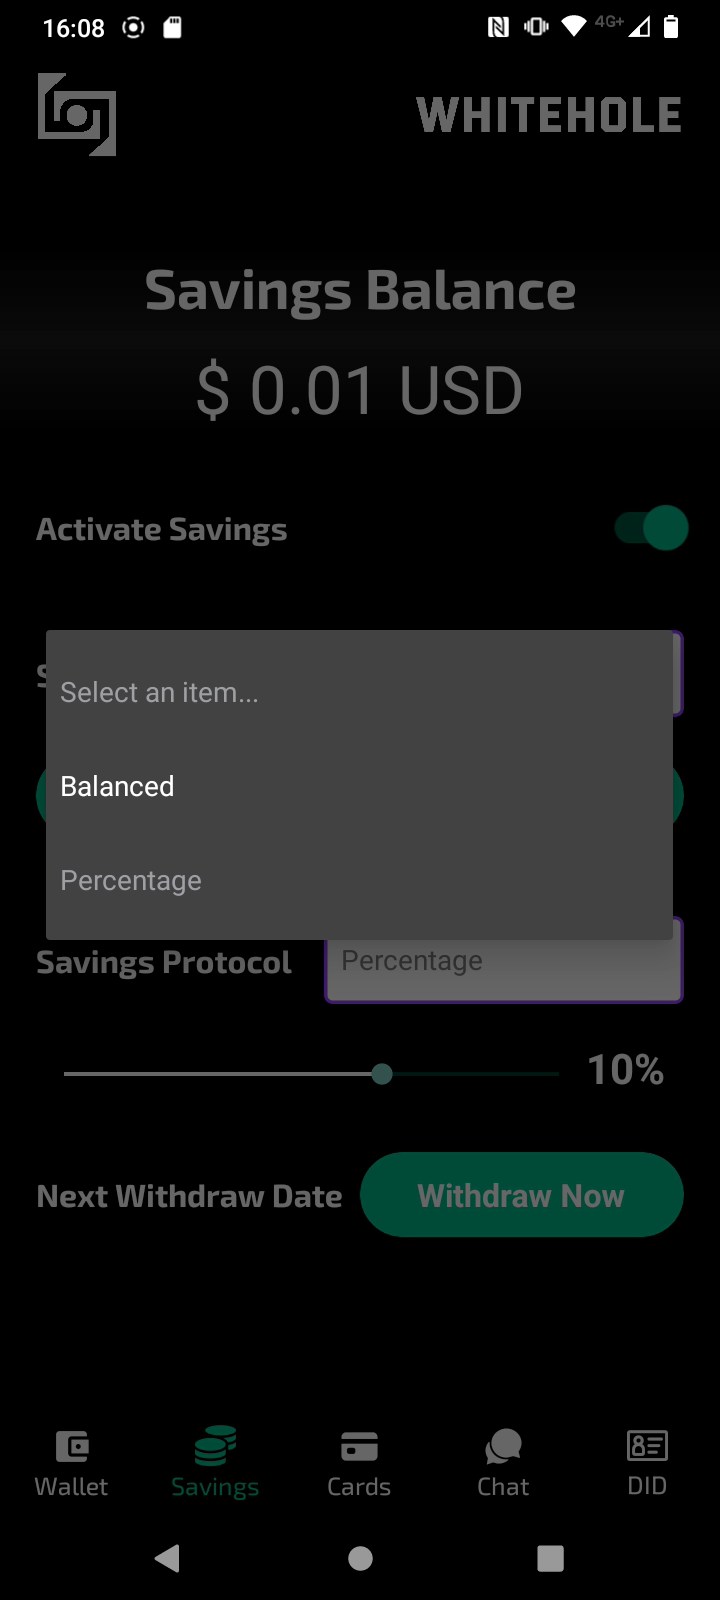 16:08 4G+
WHITEHOLE
Savings Balance
$ 0.01 USD
Activate Savings
Select an item...
Balanced
Percentage
Savings Protocol Percentage
10%
Next Withdraw Date Withdraw Now
Wallet Savings Cards Chat DID